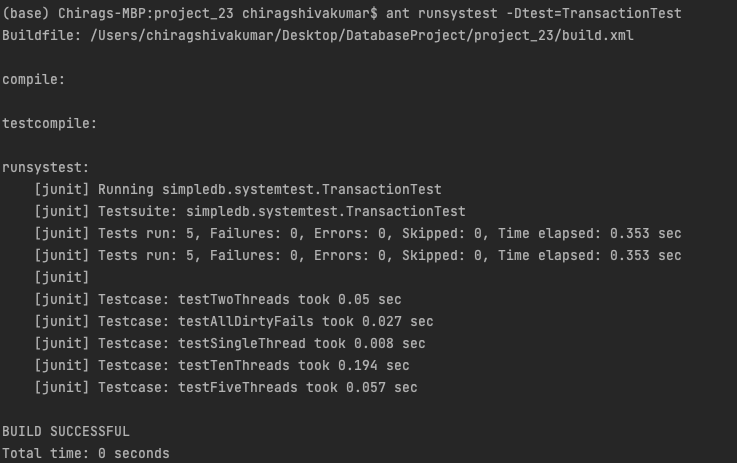 (base) Chirags-MBP:project_23 chiragshivakumar$ ant runsystest -Dtest=TransactionTest
Buildfile: /Users/chiragshivakumar/Desktop/DatabaseProject/project_23/build.xml
compile:
testcompile:
runsystest:
[junit] Running simpledb.systemtest.TransactionTest
[junit] Testsuite: simpledb.systemtest.TransactionTest
[junit] Tests run: 5, Failures: 0, Errors: 0, Skipped: 0, Time elapsed: 0.353 sec
[junit] Tests run: 5, Failures: 0, Errors: 0, Skipped: 0, Time elapsed: 0.353 sec
[junit]
[junit] Testcase: testTwoThreads took 0.05 sec
[junit] Testcase: testAllDirtyFails took 0.027 sec
[junit] Testcase: testSingleThread took 0.008 sec
[junit] Testcase: testTenThreads took 0.194 sec
[junit] Testcase: testFiveThreads took 0.057 sec
BUILD SUCCESSFUL
Total time: 0 seconds